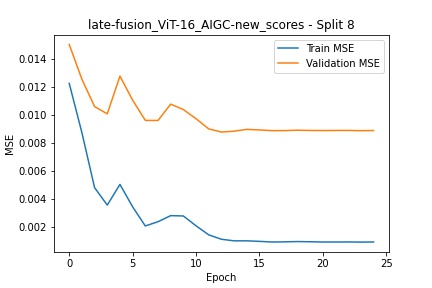 late-fusion_ViT-16_AIGC-new_scores - Split 8
Train MSE
Validation MSE
0.014
0.012
0.010
0.008
0.006
0.004
0.002
MSE
0 5 10 15 20 25
Epoch